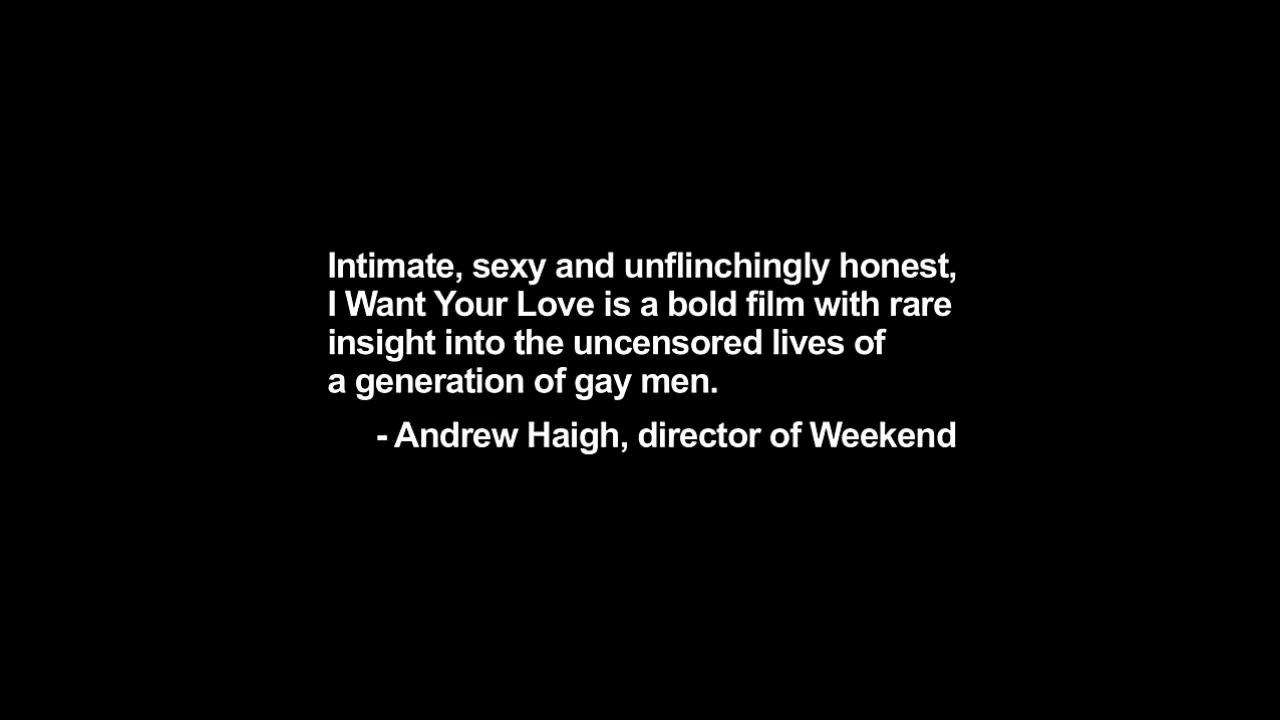 Intimate, sexy and unflinchingly honest,
I Want Your Love is a bold film with rare
insight into the uncensored lives of
a generation of gay men.
- Andrew Haigh, director of Weekend